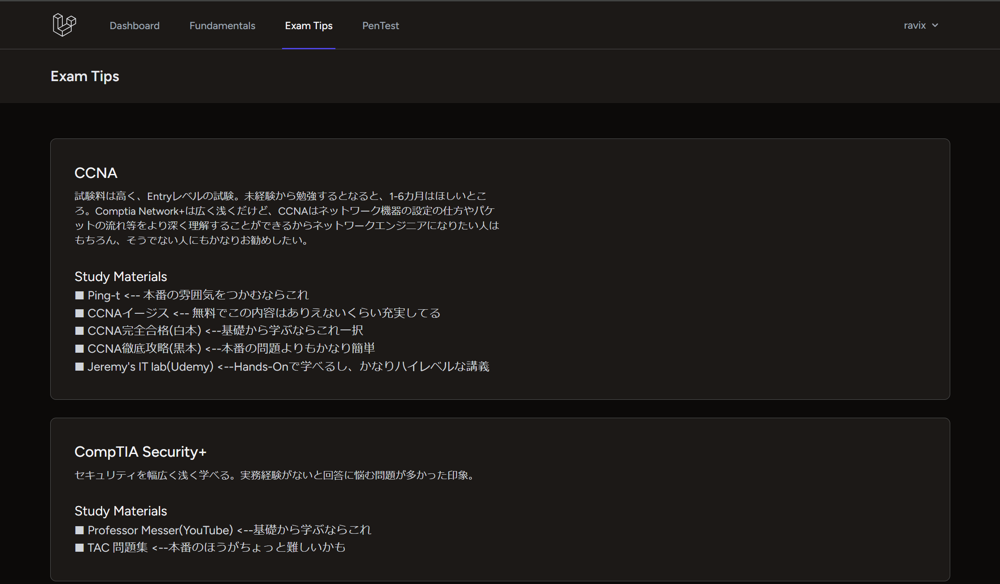 Dashboard Fundamentals Exam Tips PenTest ravix
Exam Tips
CCNA
試験料は高く、Entryレベルの試験。未経験から勉強するとなると、1-6カ月はほしいとこ
ろ。Comptia Network+は広く浅くだけど、CCNAはネットワーク機器の設定の仕方やパケ
ットの流れ等をより深く理解することができるからネットワークエンジニアになりたい人は
もちろん、そうでない人にもかなりお勧めしたい。
Study Materials
■ Ping-t <-- 本番の雰囲気をつかむならこれ
■ CCNAイージス <-- 無料でこの内容はありえないくらい充実してる
■ CCNA完全合格(白本) <--基礎から学ぶならこれ一択
■ CCNA徹底攻略(黒本) <--本番の問題よりもかなり簡単
■ Jeremy's IT lab(Udemy) <--Hands-Onで学べるし、かなりハイレベルな講義
CompTIA Security+
セキュリティを幅広く浅く学べる。実務経験がないと回答に悩む問題が多かった印象。
Study Materials
■ Professor Messer(YouTube) <--基礎から学ぶならこれ
■ TAC 問題集 <--本番のほうがちょっと難しいかも